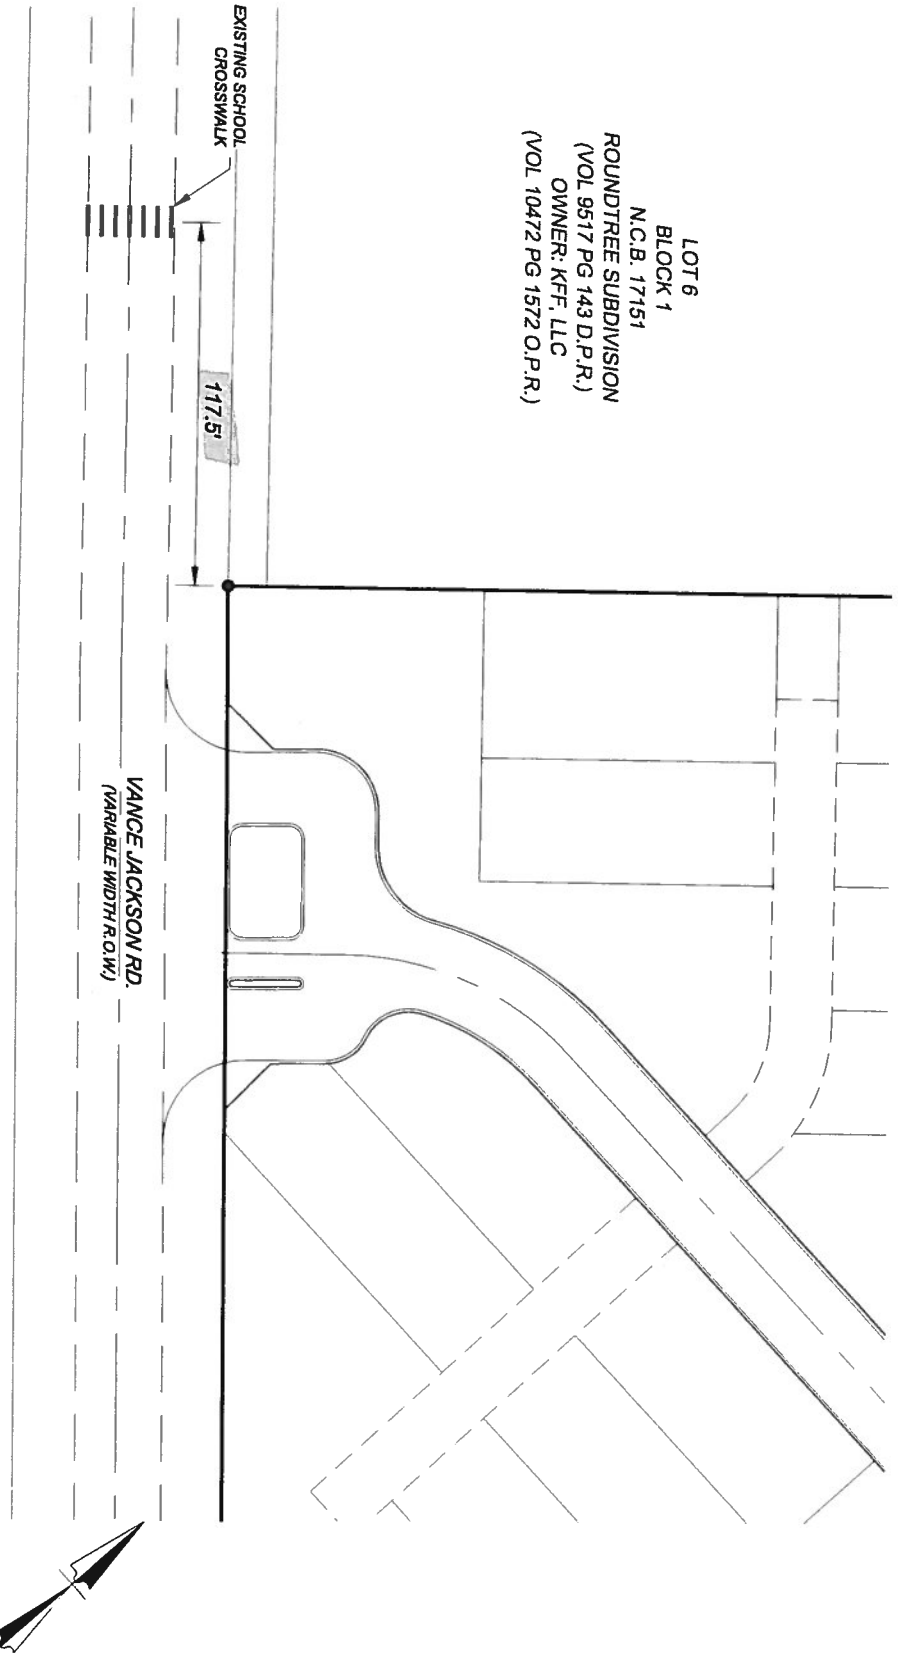 LOT 6
BLOCK 1
N.C.B. 17151
ROUNDTREE SUBDIVISION
(VOL 9517 PG 143 D.P.R.)
OWNER: KFF, LLC
(VOL 10472 PG 1572 O.P.R.)
EXISTING SCHOOL
CROSSWALK
117.5'
VANCE JACKSON RD.
(VARIABLE WIDTH R.O.W.)